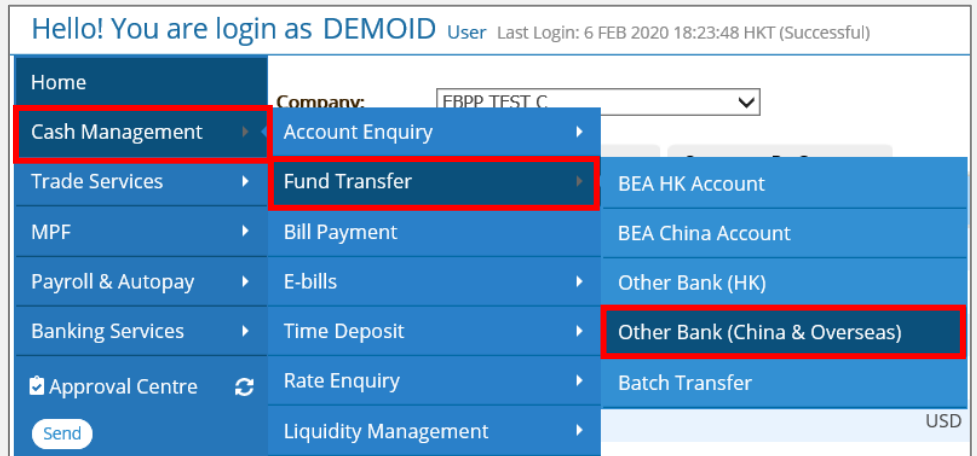 Hello! You are login as DEMOID User Last Login: 6 FEB 2020 18:23:48 HKT (Successful)
Home
Company: EBPP TEST C
Cash Management
Account Enquiry
Trade Services
Fund Transfer
BEA HK Account
MPF
Bill Payment
BEA China Account
Payroll & Autopay
E-bills
Other Bank (HK)
Banking Services
Time Deposit
Other Bank (China & Overseas)
Approval Centre
Rate Enquiry
Batch Transfer
Send
Liquidity Management
USD